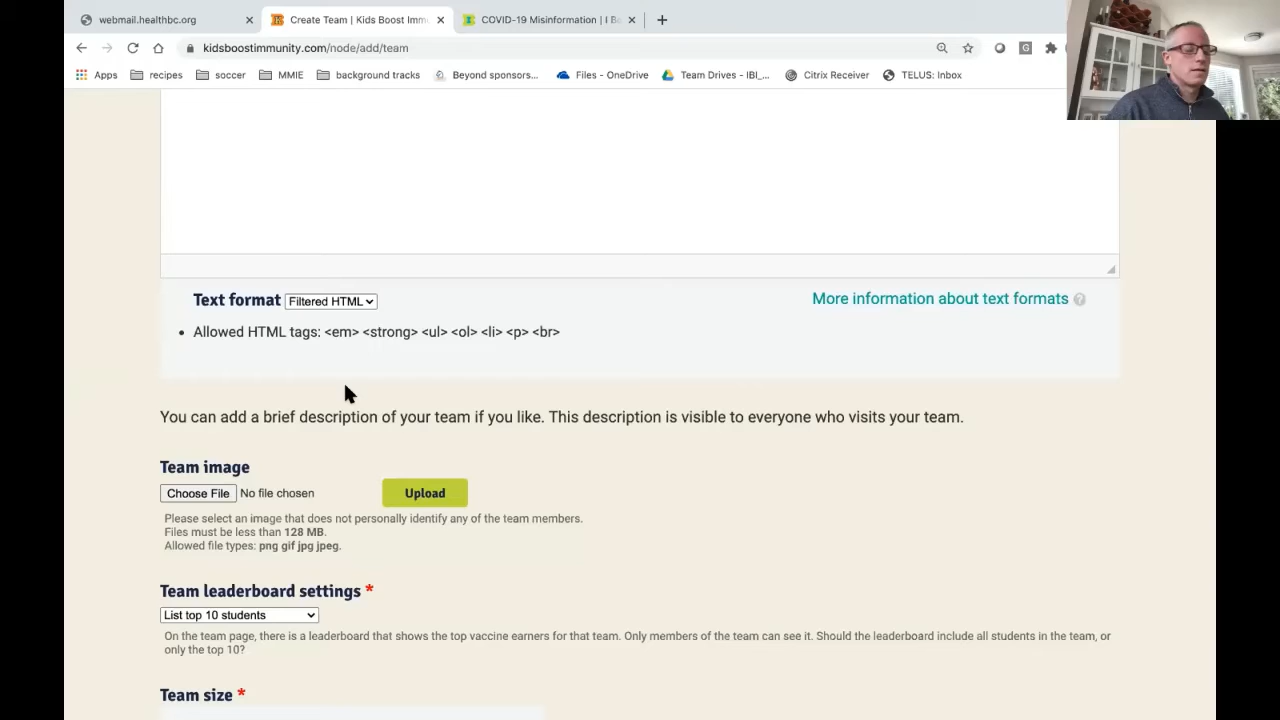 webmail.healthbc.org
Create Team | Kids Boost Immu
COVID-19 Misinformation | I B
kidsboostimmunity.com/node/add/team
Apps recipes soccer MMIE background tracks Beyond sponsors... Files - OneDrive Team Drives - IBI_... Citrix Receiver TELUS: Inbox
Text format Filtered HTML More information about text formats ?
• Allowed HTML tags: <em> <strong> <ul> <ol> <li> <p> <br>
You can add a brief description of your team if you like. This description is visible to everyone who visits your team.
Team image
Choose File No file chosen Upload
Please select an image that does not personally identify any of the team members.
Files must be less than 128 MB.
Allowed file types: png gif jpg jpeg.
Team leaderboard settings *
List top 10 students
On the team page, there is a leaderboard that shows the top vaccine earners for that team. Only members of the team can see it. Should the leaderboard include all students in the team, or
only the top 10?
Team size *